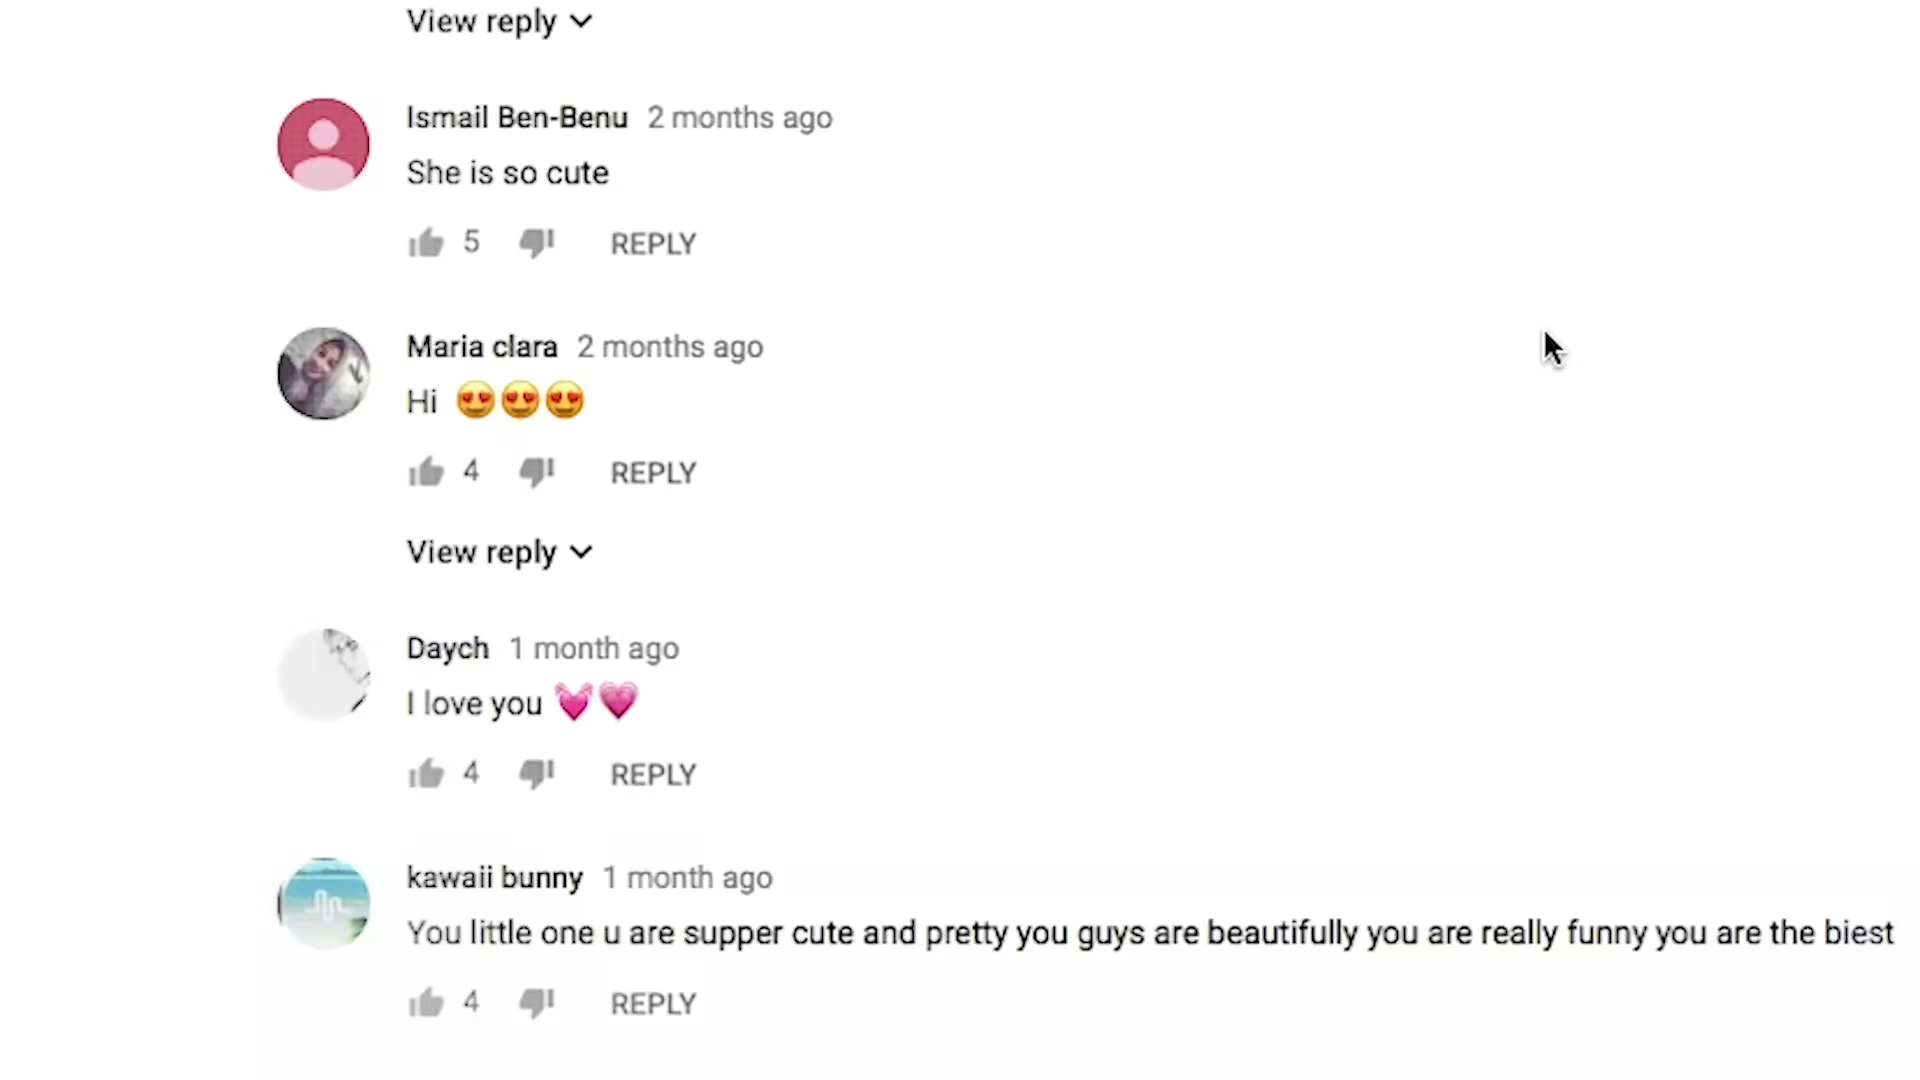 View reply
Ismail Ben-Benu 2 months ago
She is so cute
5 REPLY
Maria clara 2 months ago
Hi 😍😍😍
4 REPLY
View reply
Daych 1 month ago
I love you 💓💗
4 REPLY
kawaii bunny 1 month ago
You little one u are supper cute and pretty you guys are beautifully you are really funny you are the biest
4 REPLY